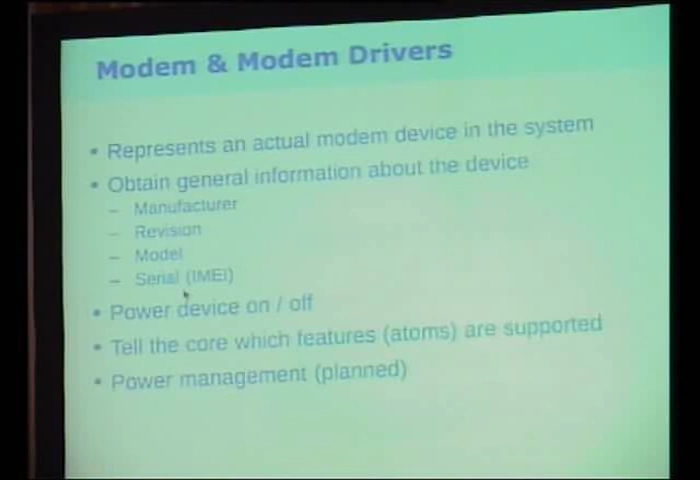 Modem & Modem Drivers
• Represents an actual modem device in the system
• Obtain general information about the device
– Manufacturer
– Revision
– Model
– Serial (IMEI)
• Power device on / off
• Tell the core which features (atoms) are supported
• Power management (planned)